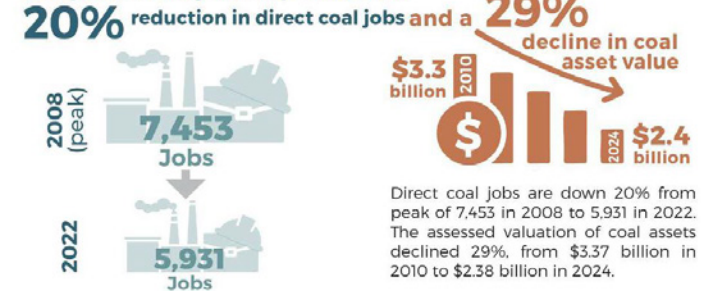 20% reduction in direct coal jobs and a 29%
decline in coal
asset value
2008
(peak)
7,453
Jobs
2022
5,931
Jobs
$3.3
billion
2010
$
2024
$2.4
billion
Direct coal jobs are down 20% from
peak of 7,453 in 2008 to 5,931 in 2022.
The assessed valuation of coal assets
declined 29%, from $3.37 billion in
2010 to $2.38 billion in 2024.